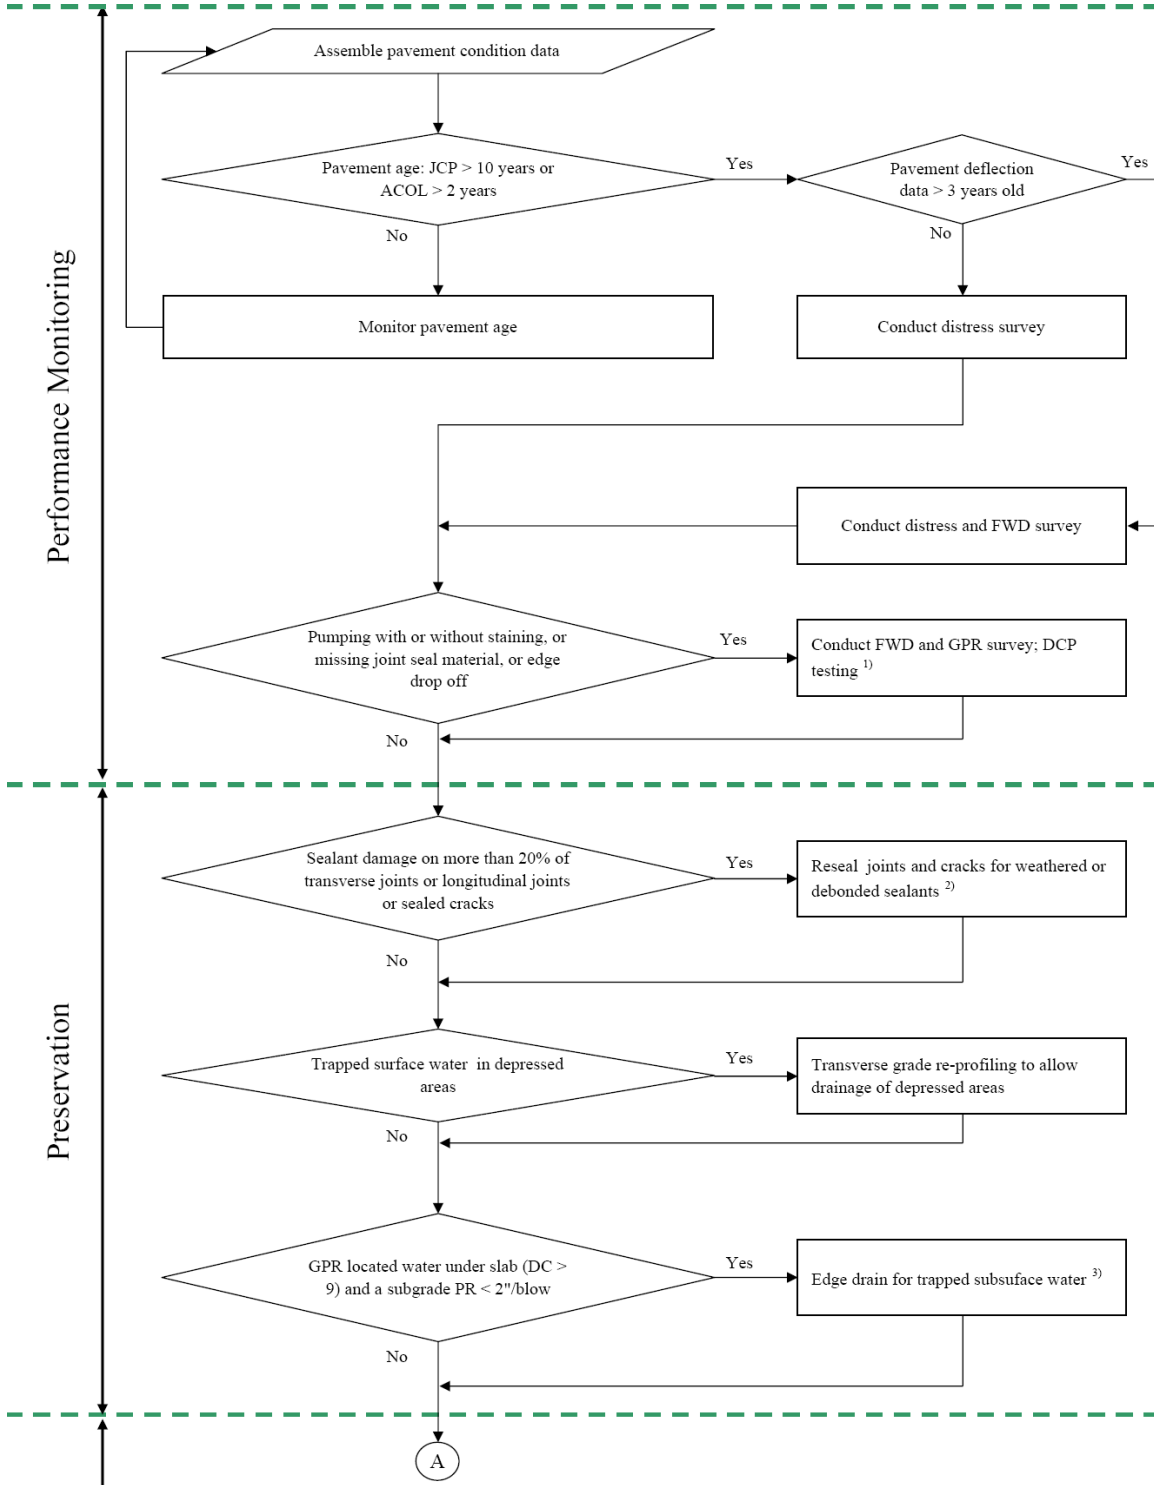 Assemble pavement condition data
Pavement age: JCP > 10 years or
ACOL > 2 years
Yes
Pavement deflection
data > 3 years old
Yes
No
No
Performance Monitoring
Monitor pavement age
Conduct distress survey
Conduct distress and FWD survey
Pumping with or without staining, or
missing joint seal material, or edge
drop off
Yes
Conduct FWD and GPR survey; DCP
testing 1)
No
Sealant damage on more than 20% of
transverse joints or longitudinal joints
or sealed cracks
Yes
Reseal joints and cracks for weathered or
debonded sealants 2)
No
Preservation
Trapped surface water in depressed
areas
Yes
Transverse grade re-profiling to allow
drainage of depressed areas
No
GPR located water under slab (DC >
9) and a subgrade PR < 2"/blow
Yes
Edge drain for trapped subsuface water 3)
No
A